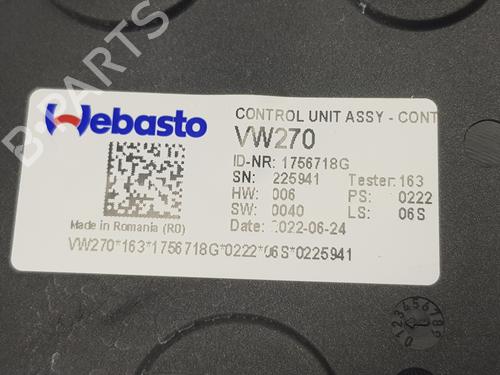 B-PARTS
Webasto
CONTROL UNIT ASSY - CONT
VW270
ID-NR: 1756718G
SN: 225941 Tester: 163
HW: 006 PS: 0222
SW: 0040 LS: 06S
Date: 2022-06-24
Made in Romania (RO)
VW270*163*1756718G*0222*06S*0225941